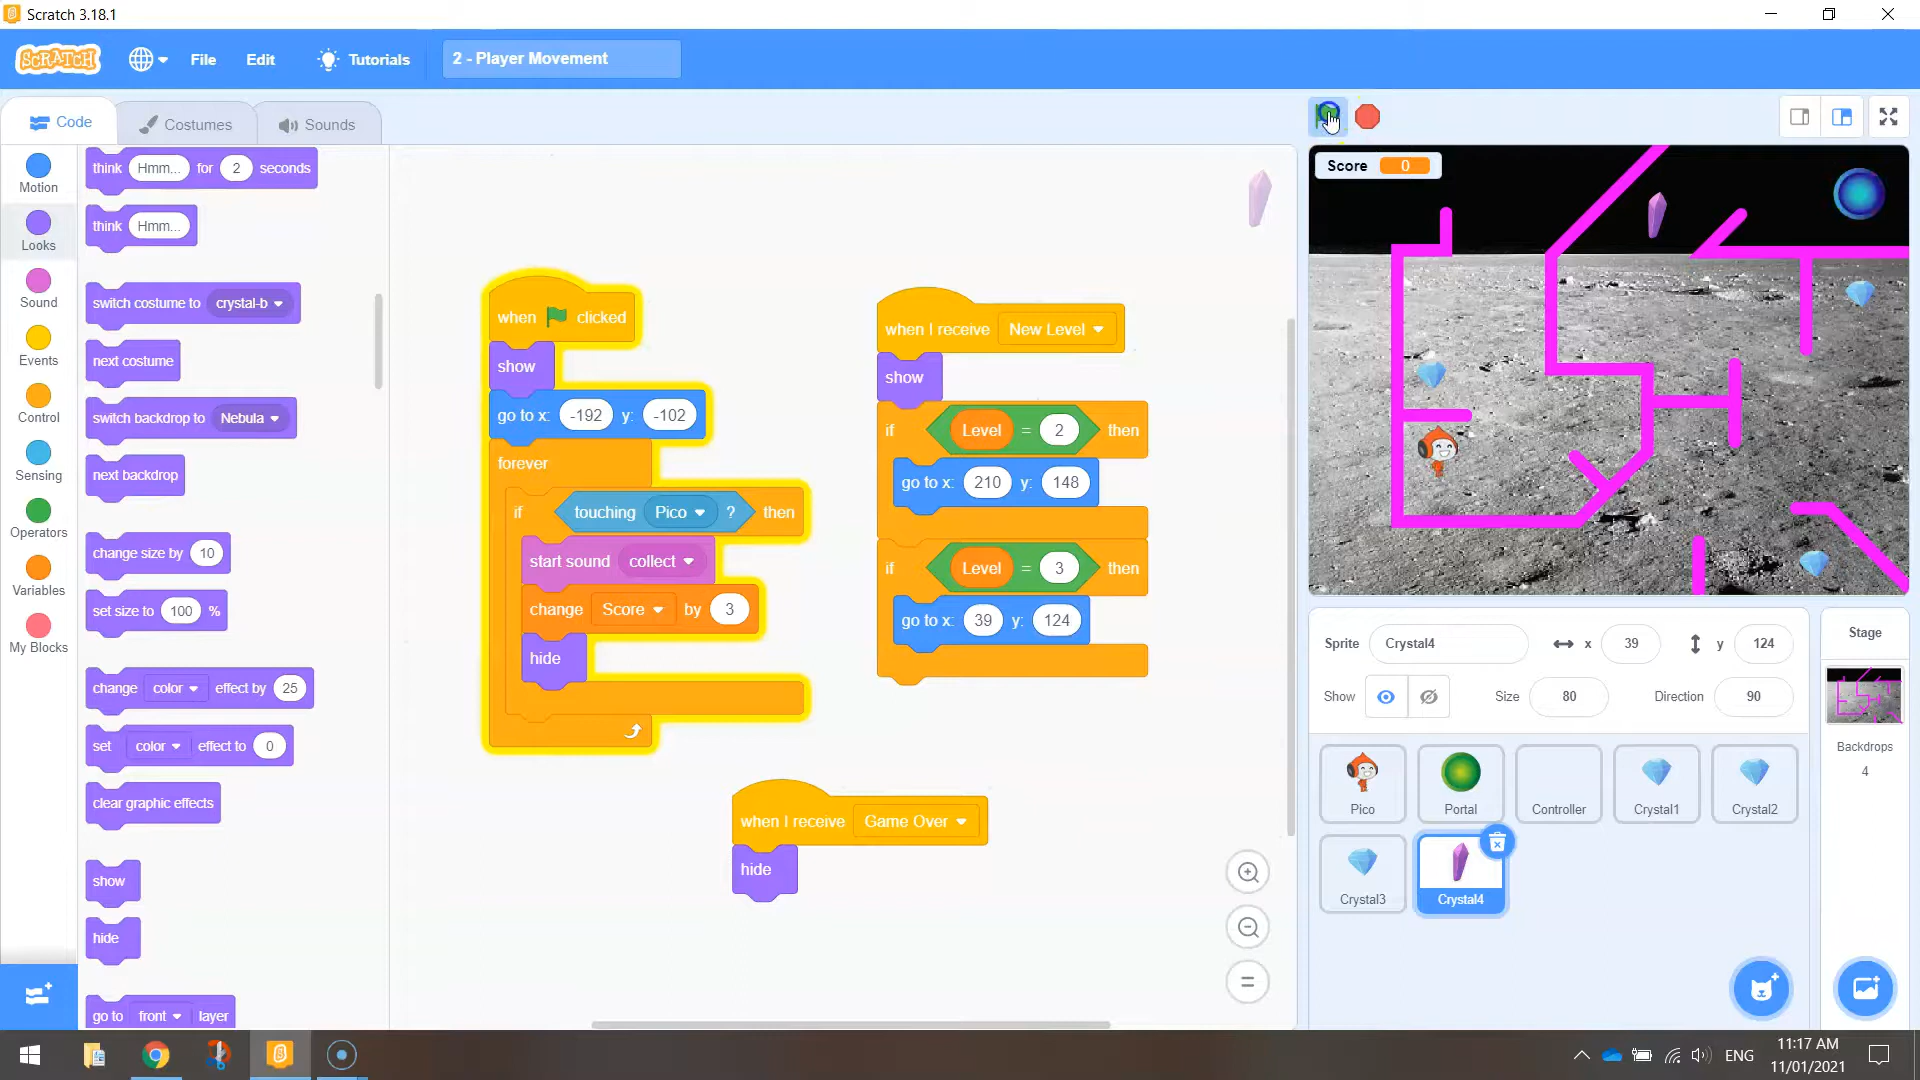 Scratch 3.18.1
SCRATCH
File
Edit
Tutorials
2 - Player Movement
Code
Costumes
Sounds
Motion
Looks
Sound
Events
Control
Sensing
Operators
Variables
My Blocks
think Hmm... for 2 seconds
think Hmm...
switch costume to crystal-b
next costume
switch backdrop to Nebula
next backdrop
change size by 10
set size to 100 %
change color effect by 25
set color effect to 0
clear graphic effects
show
hide
go to front layer
when clicked
show
go to x: -192 y: -102
forever
if touching Pico ? then
start sound collect
change Score by 3
hide
when I receive New Level
show
if Level = 2 then
go to x: 210 y: 148
if Level = 3 then
go to x: 39 y: 124
when I receive Game Over
hide
Score 0
Sprite Crystal4 x 39 y 124
Show Size 80 Direction 90
Pico
Portal
Controller
Crystal1
Crystal2
Crystal3
Crystal4
Stage
Backdrops
4
ENG
11:17 AM
11/01/2021